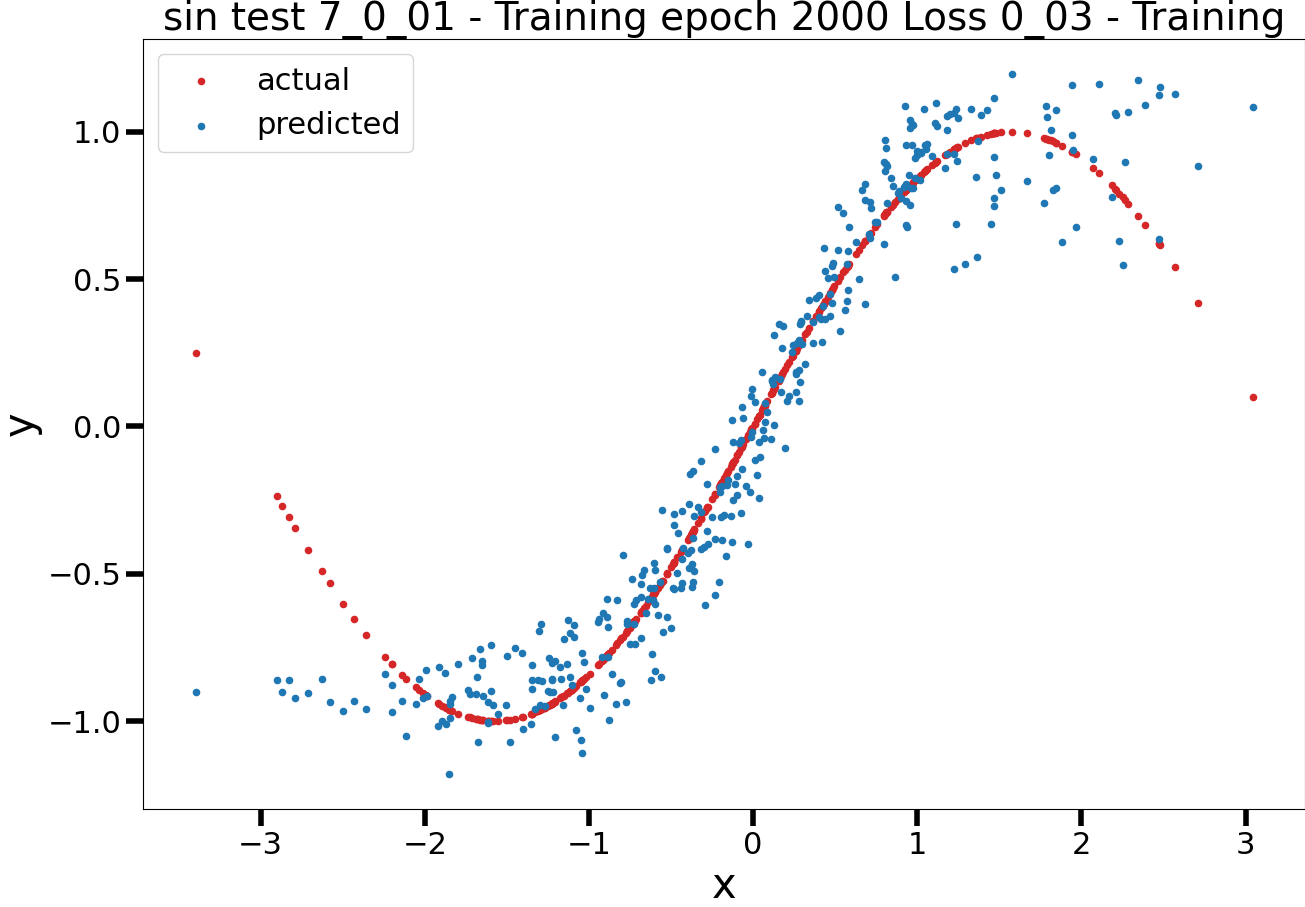 sin test 7_0_01 - Training epoch 2000 Loss 0_03 - Training
actual
predicted
1.0
0.5
0.0
−0.5
−1.0
y
−3 −2 −1 0 1 2 3
x